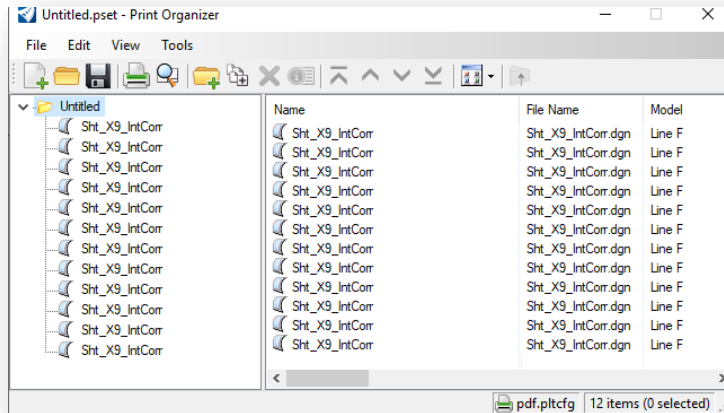 Untitled.pset - Print Organizer
File Edit View Tools
Untitled
Sht_X9_IntCorr
Sht_X9_IntCorr
Sht_X9_IntCorr
Sht_X9_IntCorr
Sht_X9_IntCorr
Sht_X9_IntCorr
Sht_X9_IntCorr
Sht_X9_IntCorr
Sht_X9_IntCorr
Sht_X9_IntCorr
Sht_X9_IntCorr
Sht_X9_IntCorr
Name File Name Model
Sht_X9_IntCorr Sht_X9_IntCorr.dgn Line F
Sht_X9_IntCorr Sht_X9_IntCorr.dgn Line F
Sht_X9_IntCorr Sht_X9_IntCorr.dgn Line F
Sht_X9_IntCorr Sht_X9_IntCorr.dgn Line F
Sht_X9_IntCorr Sht_X9_IntCorr.dgn Line F
Sht_X9_IntCorr Sht_X9_IntCorr.dgn Line F
Sht_X9_IntCorr Sht_X9_IntCorr.dgn Line F
Sht_X9_IntCorr Sht_X9_IntCorr.dgn Line F
Sht_X9_IntCorr Sht_X9_IntCorr.dgn Line F
Sht_X9_IntCorr Sht_X9_IntCorr.dgn Line F
Sht_X9_IntCorr Sht_X9_IntCorr.dgn Line F
Sht_X9_IntCorr Sht_X9_IntCorr.dgn Line F
pdf.pltcfg 12 items (0 selected)